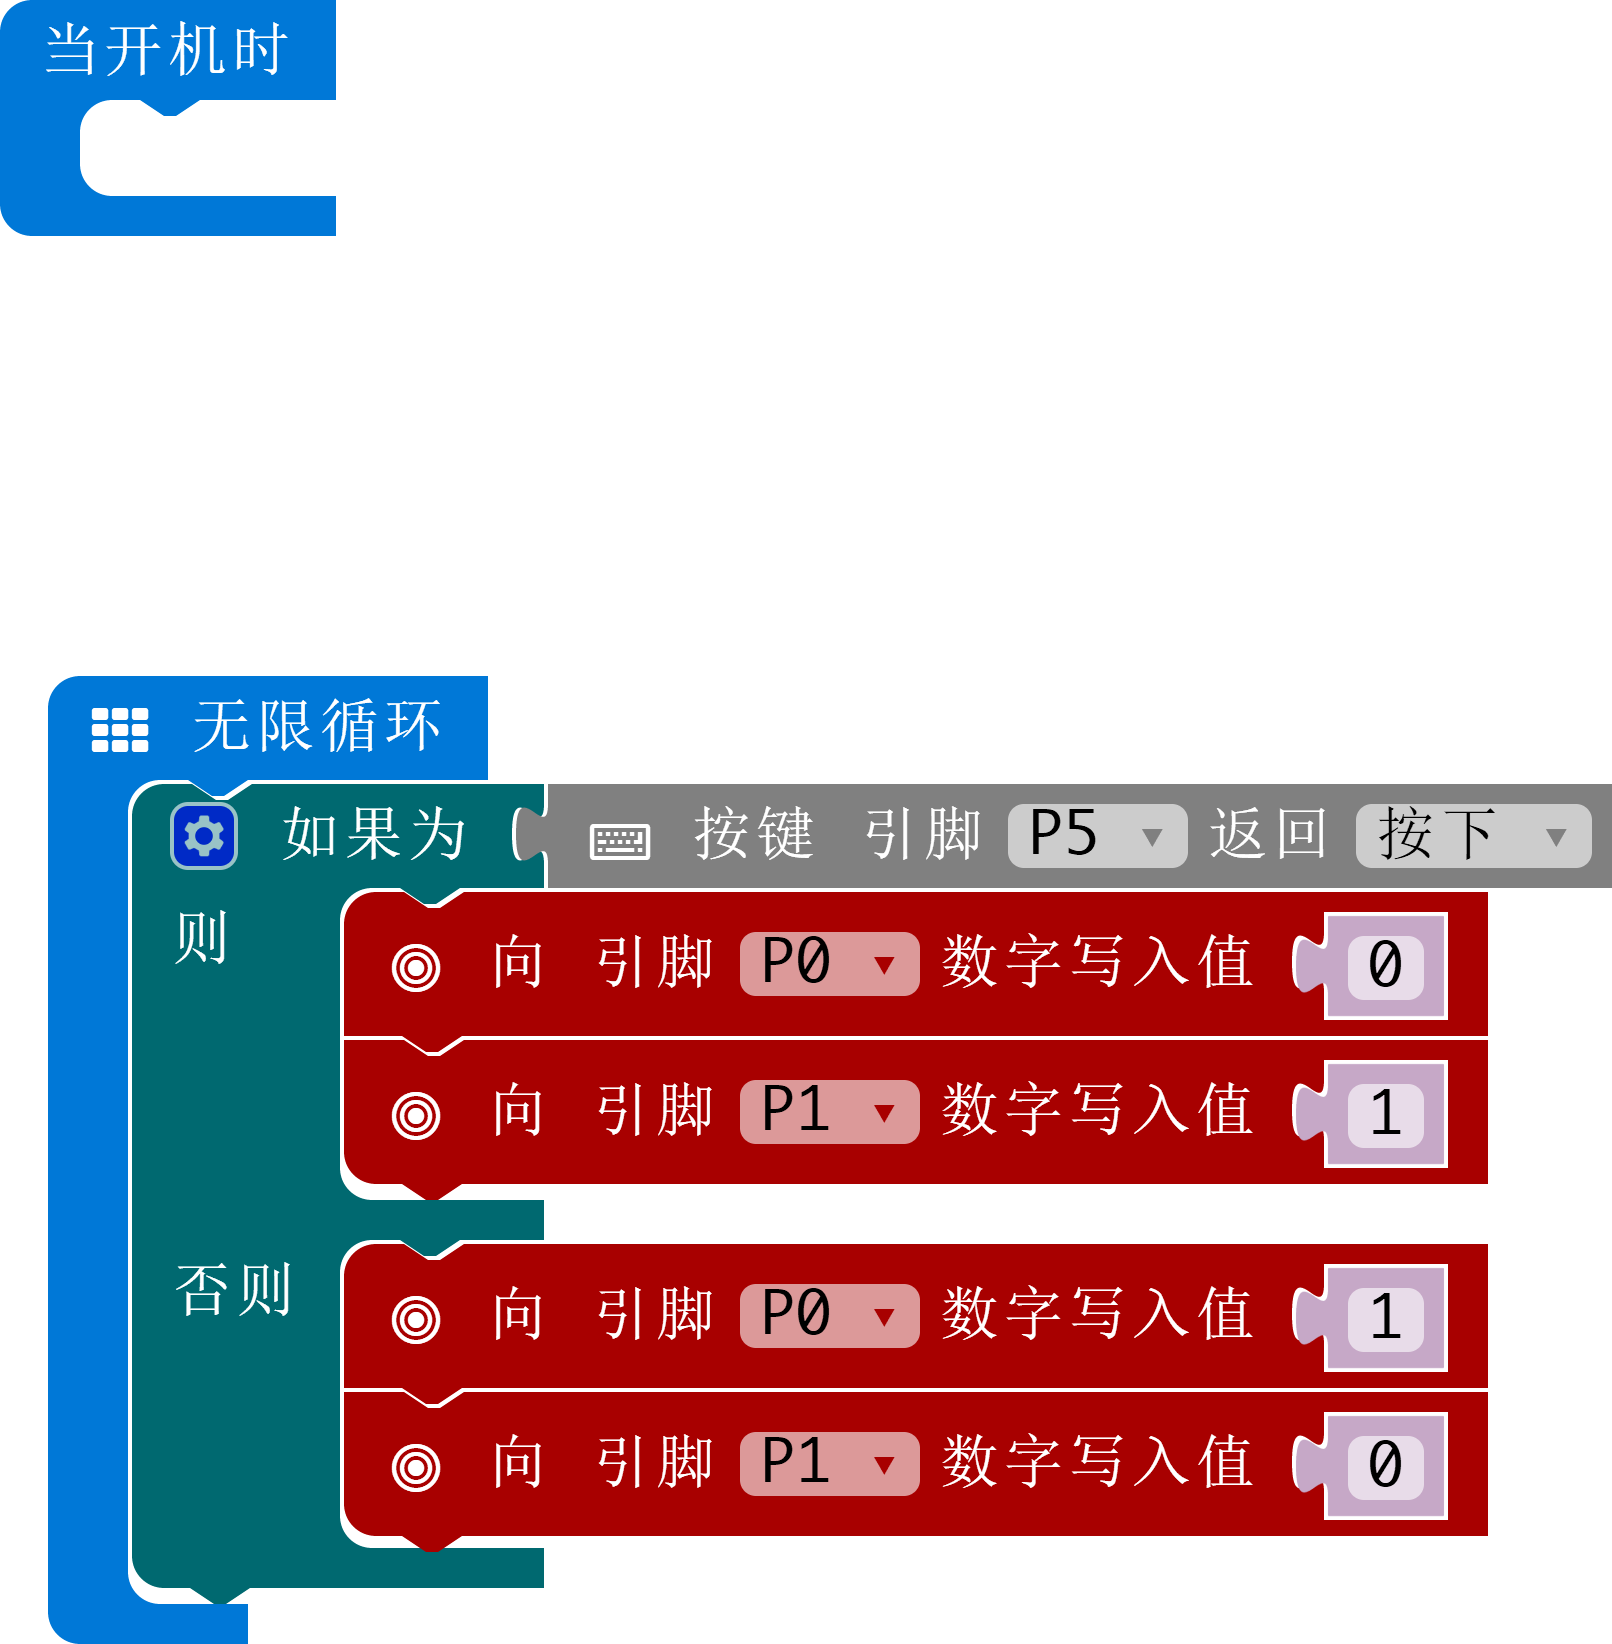 当开机时
无限循环
如果为 按键 引脚 P5 返回 按下
则
向 引脚 P0 数字写入值 0
向 引脚 P1 数字写入值 1
否则
向 引脚 P0 数字写入值 1
向 引脚 P1 数字写入值 0